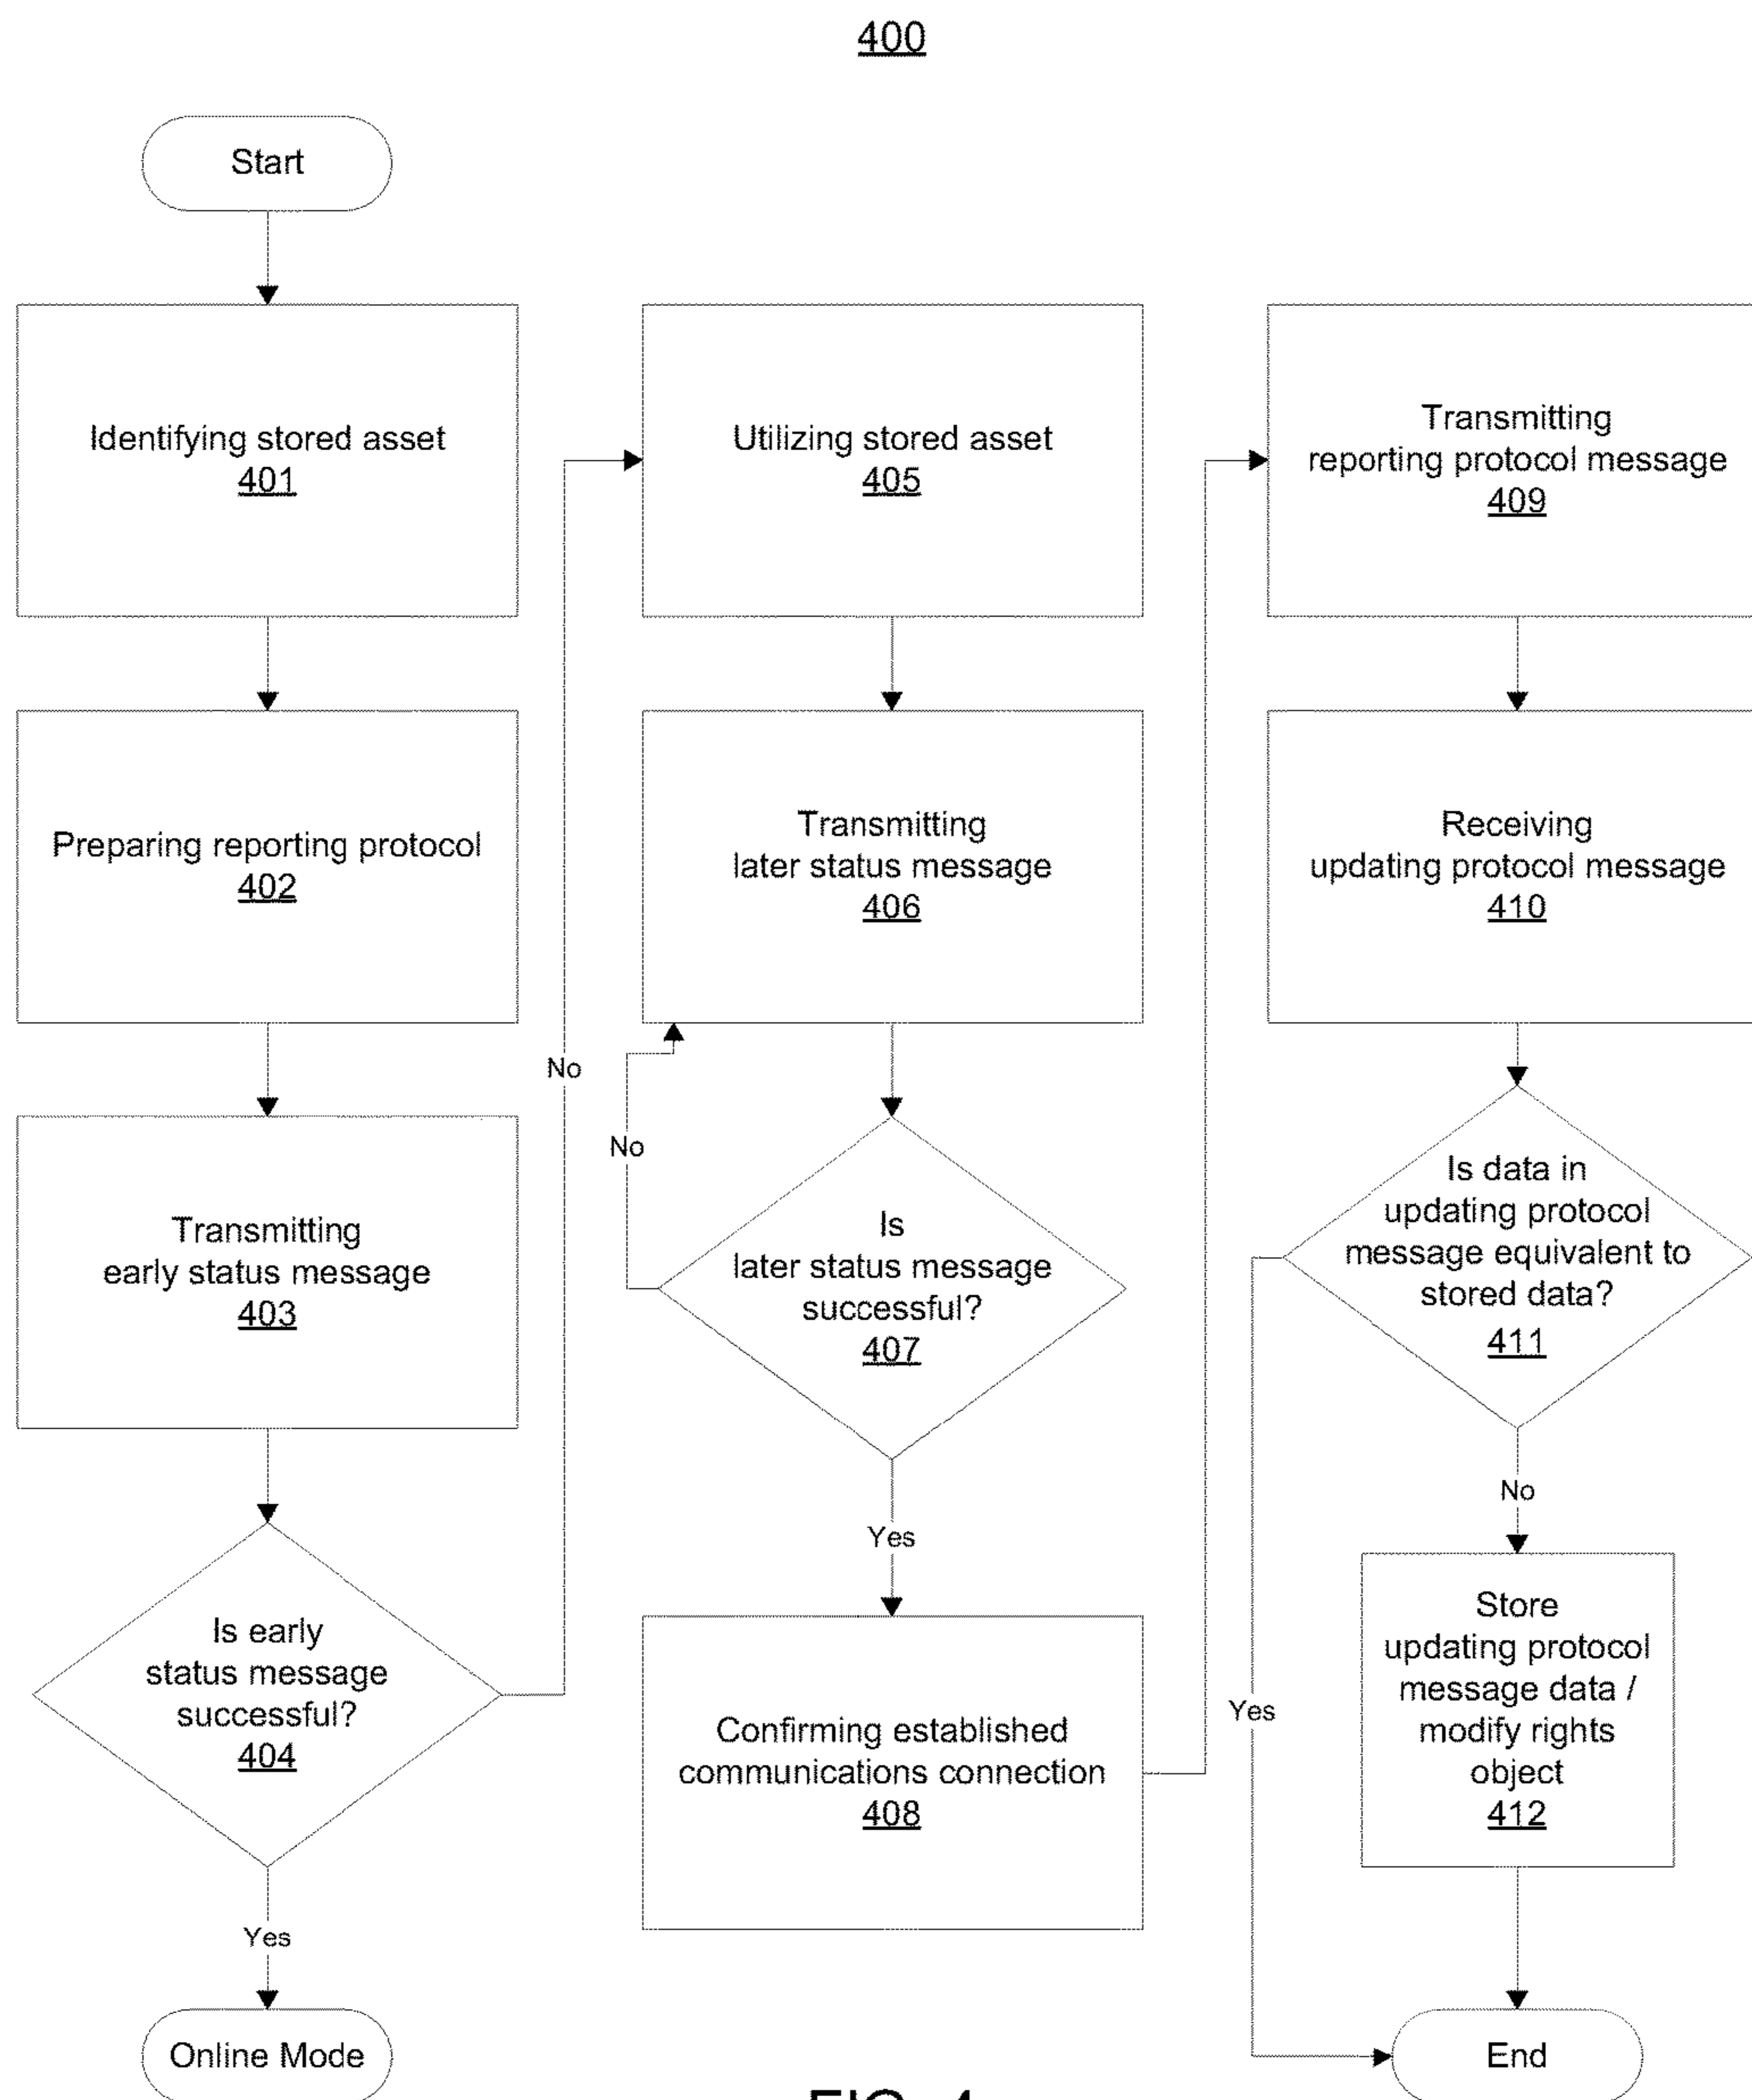 400
Start
Identifying stored asset
401
Preparing reporting protocol
402
Transmitting
early status message
403
Is early
status message
successful?
404
Yes
Online Mode
No
Utilizing stored asset
405
Transmitting
later status message
406
No
Is
later status message
successful?
407
Yes
Confirming established
communications connection
408
Transmitting
reporting protocol message
409
Receiving
updating protocol message
410
Is data in
updating protocol
message equivalent to
stored data?
411
Yes
No
Store
updating protocol
message data /
modify rights
object
412
End
FIG. 4